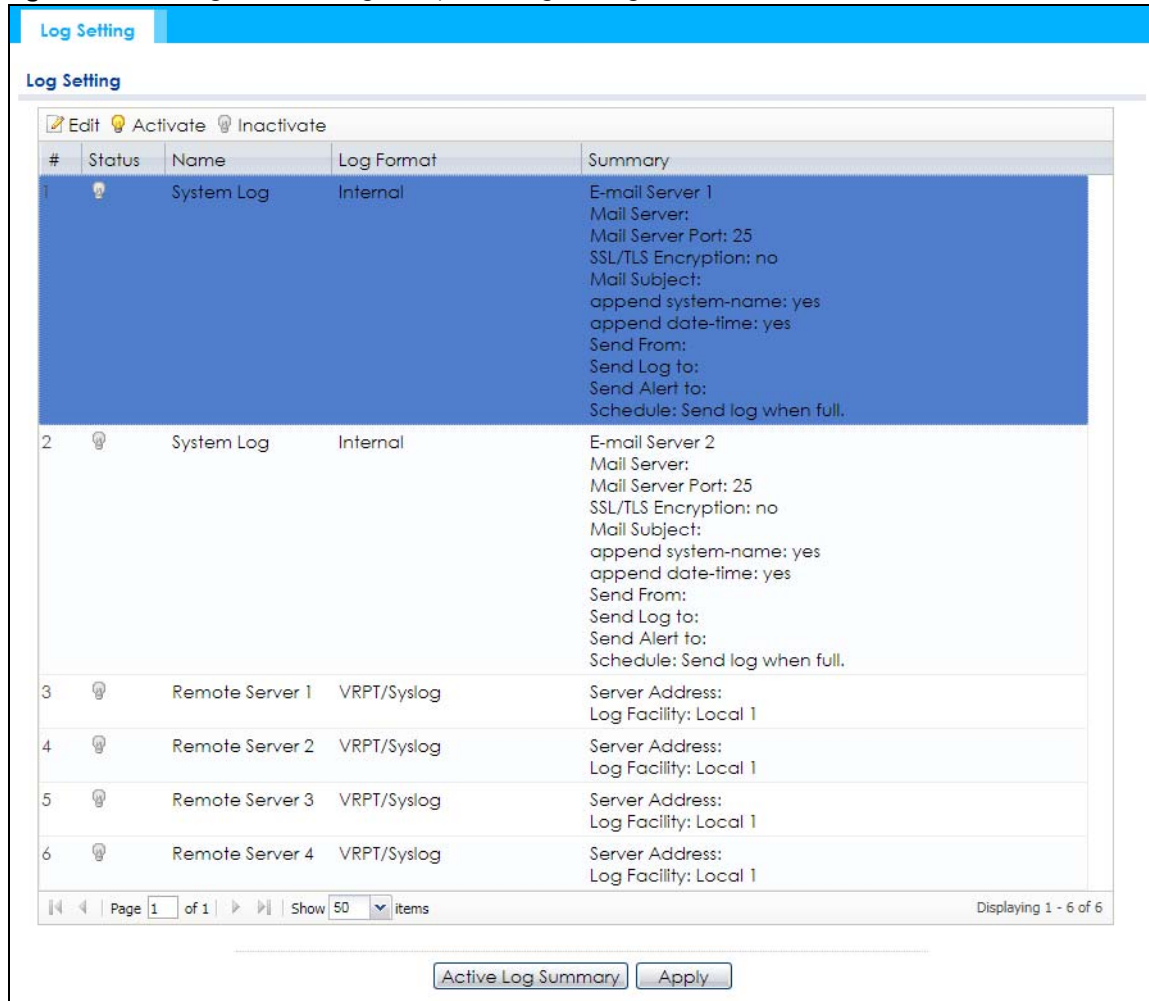 Log Setting
Log Setting
Edit Activate Inactivate
# Status Name Log Format Summary
1 System Log Internal E-mail Server 1
Mail Server:
Mail Server Port: 25
SSL/TLS Encryption: no
Mail Subject:
append system-name: yes
append date-time: yes
Send From:
Send Log to:
Send Alert to:
Schedule: Send log when full.
2 System Log Internal E-mail Server 2
Mail Server:
Mail Server Port: 25
SSL/TLS Encryption: no
Mail Subject:
append system-name: yes
append date-time: yes
Send From:
Send Log to:
Send Alert to:
Schedule: Send log when full.
3 Remote Server 1 VRPT/Syslog Server Address:
Log Facility: Local 1
4 Remote Server 2 VRPT/Syslog Server Address:
Log Facility: Local 1
5 Remote Server 3 VRPT/Syslog Server Address:
Log Facility: Local 1
6 Remote Server 4 VRPT/Syslog Server Address:
Log Facility: Local 1
Page 1 of 1 Show 50 items Displaying 1 - 6 of 6
Active Log Summary Apply